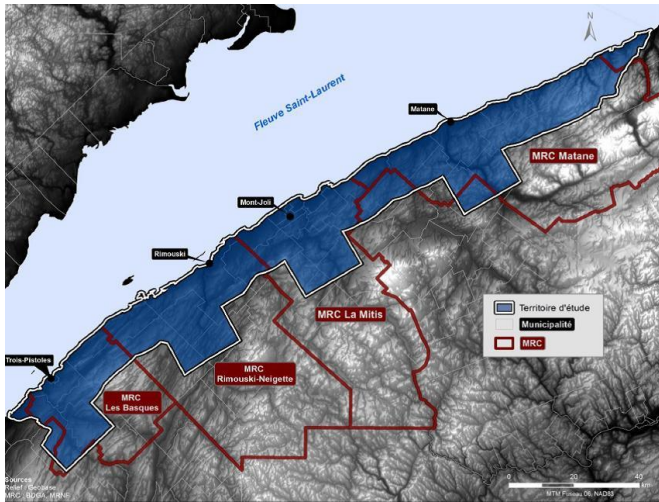 N
Fleuve Saint-Laurent
Matane
MRC Matane
Mont-Joli
Rimouski
MRC La Mitis
Territoire d'étude
Municipalité
MRC
MRC
Rimouski-Neigette
Trois-Pistoles
MRC
Les Basques
Sources
Relief : Géobase
MRC : BDGA, MRNF
0 10 20 40
km
MTM Fuseau 06, NAD83